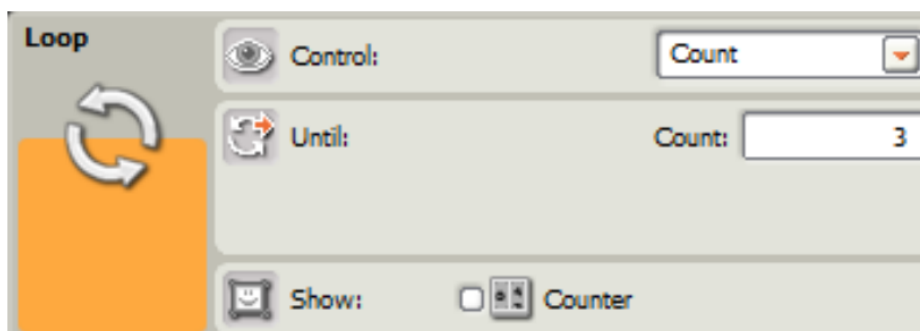 Loop
Control: Count
Until: Count: 3
Show: Counter